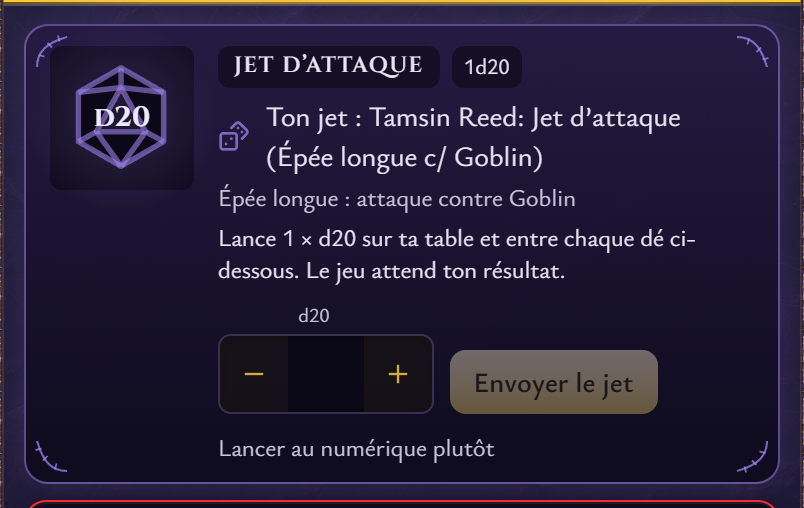 D20
JET D’ATTAQUE
1d20
Ton jet : Tamsin Reed: Jet d’attaque
(Épée longue c/ Goblin)
Épée longue : attaque contre Goblin
Lance 1 × d20 sur ta table et entre chaque dé ci-
dessous. Le jeu attend ton résultat.
d20
− +
Envoyer le jet
Lancer au numérique plutôt